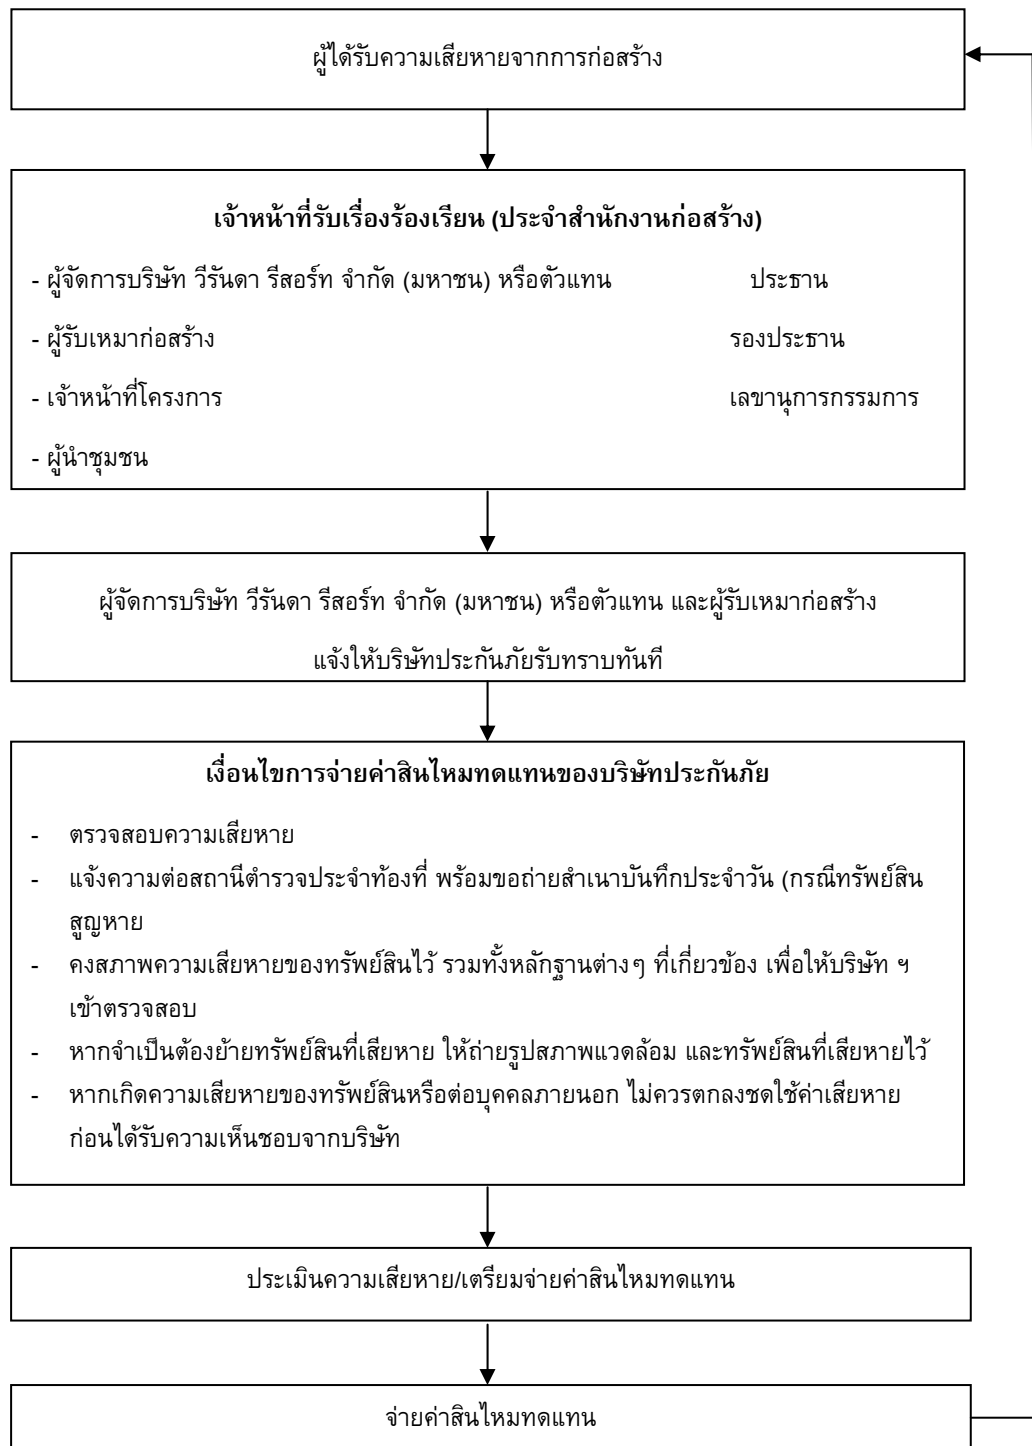 ผู้ได้รับความเสียหายจากการก่อสร้าง
เจ้าหน้าที่รับเรื่องร้องเรียน (ประจำสำนักงานก่อสร้าง)
- ผู้จัดการบริษัท วีรันดา รีสอร์ท จำกัด (มหาชน) หรือตัวแทน ประธาน
- ผู้รับเหมาก่อสร้าง รองประธาน
- เจ้าหน้าที่โครงการ เลขานุการกรรมการ
- ผู้นำชุมชน
ผู้จัดการบริษัท วีรันดา รีสอร์ท จำกัด (มหาชน) หรือตัวแทน และผู้รับเหมาก่อสร้าง
แจ้งให้บริษัทประกันภัยรับทราบทันที
เงื่อนไขการจ่ายค่าสินไหมทดแทนของบริษัทประกันภัย
- ตรวจสอบความเสียหาย
- แจ้งความต่อสถานีตำรวจประจำท้องที่ พร้อมขอถ่ายสำเนาบันทึกประจำวัน (กรณีทรัพย์สิน
สูญหาย
- คงสภาพความเสียหายของทรัพย์สินไว้ รวมทั้งหลักฐานต่างๆ ที่เกี่ยวข้อง เพื่อให้บริษัท ฯ
เข้าตรวจสอบ
- หากจำเป็นต้องย้ายทรัพย์สินที่เสียหาย ให้ถ่ายรูปสภาพแวดล้อม และทรัพย์สินที่เสียหายไว้
- หากเกิดความเสียหายของทรัพย์สินหรือต่อบุคคลภายนอก ไม่ควรตกลงชดใช้ค่าเสียหาย
ก่อนได้รับความเห็นชอบจากบริษัท
ประเมินความเสียหาย/เตรียมจ่ายค่าสินไหมทดแทน
จ่ายค่าสินไหมทดแทน